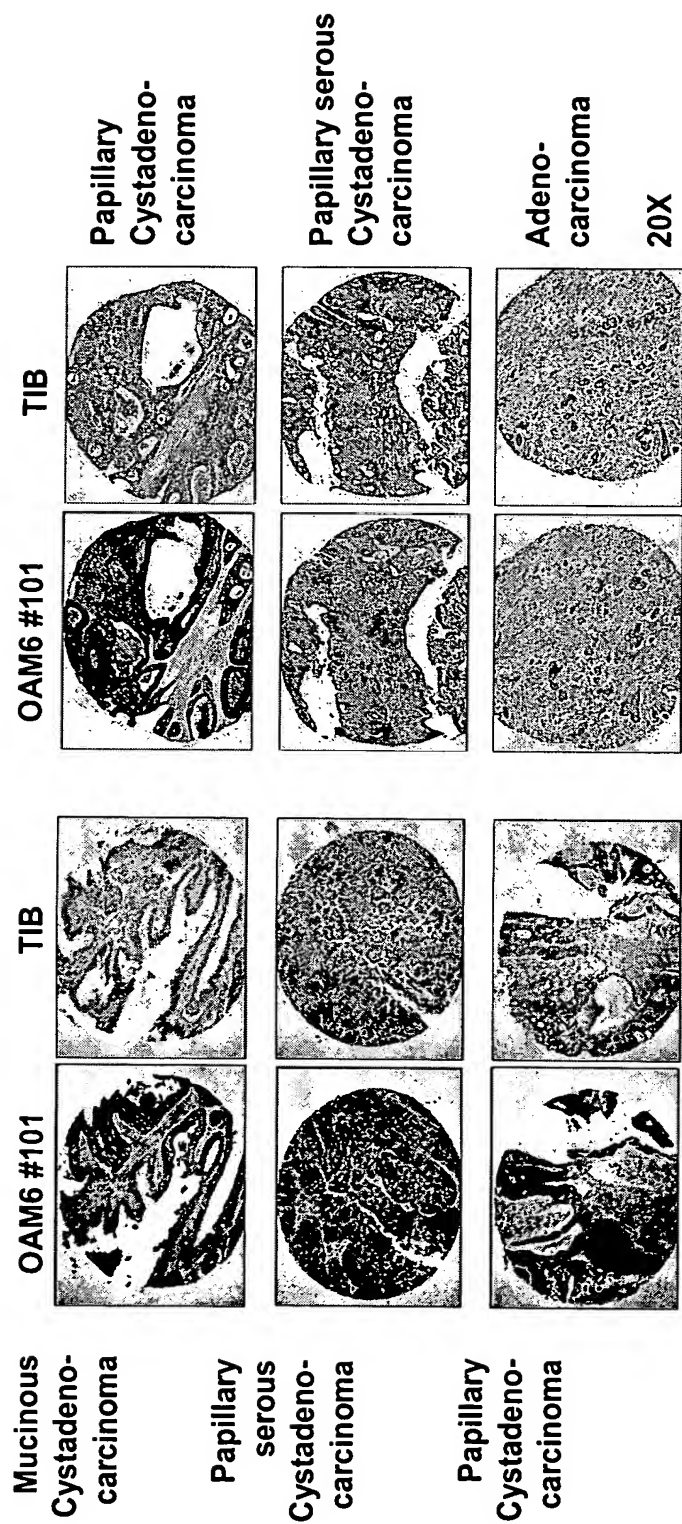 OAM6 #101
TIB
OAM6 #101
TIB
Mucinous
Cystadeno-
carcinoma
Papillary
Cystadeno-
carcinoma
Papillary
serous
Cystadeno-
carcinoma
Papillary serous
Cystadeno-
carcinoma
Papillary
Cystadeno-
carcinoma
Adeno-
carcinoma
20X